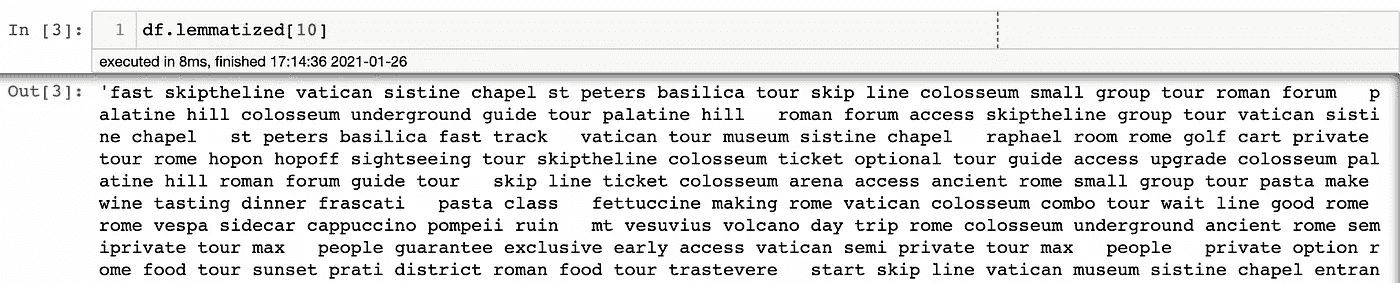 In [3]: 1 df.lemmatized[10]
executed in 8ms, finished 17:14:36 2021-01-26
Out[3]: 'fast skiptheline vatican sistine chapel st peters basilica tour skip line colosseum small group tour roman forum   p
alatine hill colosseum underground guide tour palatine hill   roman forum access skiptheline group tour vatican sisti
ne chapel   st peters basilica fast track   vatican tour museum sistine chapel   raphael room rome golf cart private
tour rome hopon hopoff sightseeing tour skiptheline colosseum ticket optional tour guide access upgrade colosseum pal
atine hill roman forum guide tour   skip line ticket colosseum arena access ancient rome small group tour pasta make
wine tasting dinner frascati   pasta class   fettuccine making rome vatican colosseum combo tour wait line good rome
rome vespa sidecar cappuccino pompeii ruin   mt vesuvius volcano day trip rome colosseum underground ancient rome sem
iprivate tour max   people guarantee exclusive early access vatican semi private tour max   people   private option r
ome food tour sunset prati district roman food tour trastevere   start skip line vatican museum sistine chapel entran